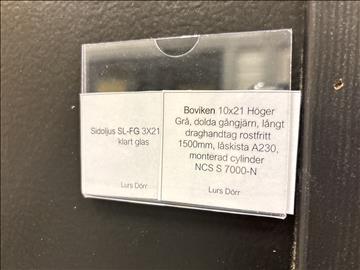 Sidoljus SL-FG 3X21
klart glas
Lurs Dörr
Boviken 10x21 Höger
Grå, dolda gångjärn, långt
draghandtag rostfritt
1500mm, låskista A230,
monterad cylinder
NCS S 7000-N
Lurs Dörr